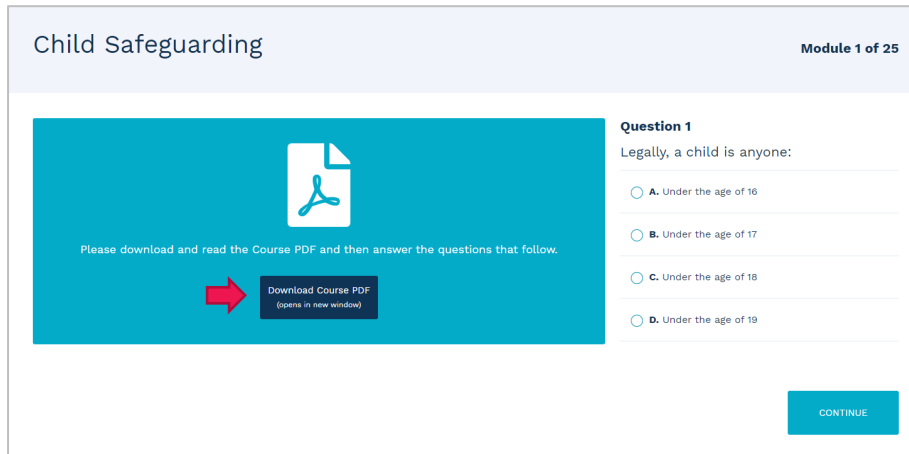 Child Safeguarding
Module 1 of 25
Please download and read the Course PDF and then answer the questions that follow.
Download Course PDF
(opens in new window)
Question 1
Legally, a child is anyone:
A. Under the age of 16
B. Under the age of 17
C. Under the age of 18
D. Under the age of 19
CONTINUE